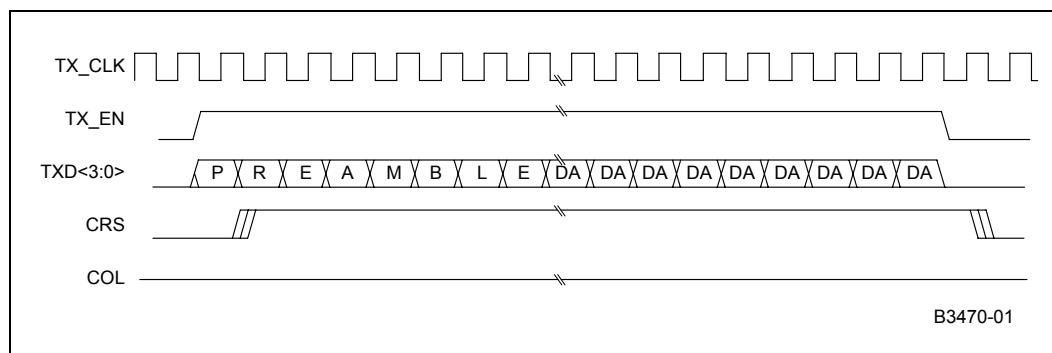 TX_CLK
TX_EN
TXD<3:0> P R E A M B L E DA DA DA DA DA DA DA DA DA
CRS
COL
B3470-01